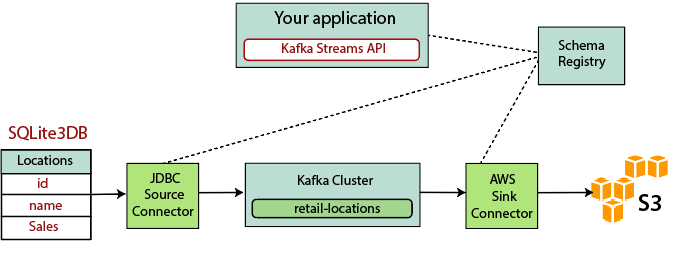 Your application
Kafka Streams API
Schema
Registry
SQLite3DB
Locations
id
name
Sales
JDBC
Source
Connector
Kafka Cluster
retail-locations
AWS
Sink
Connector
S3